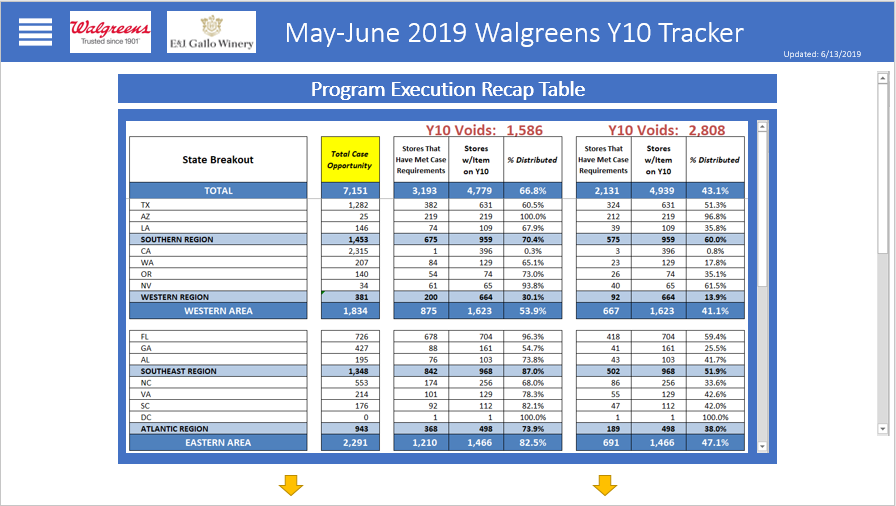 Walgreens
Trusted since 1901
E&J Gallo Winery
May-June 2019 Walgreens Y10 Tracker
Updated: 6/13/2019
Program Execution Recap Table
Y10 Voids: 1,586 Y10 Voids: 2,808
State Breakout
Total Case
Opportunity
Stores That
Have Met Case
Requirements
Stores
w/Item
on Y10
% Distributed
Stores That
Have Met Case
Requirements
Stores
w/Item
on Y10
% Distributed
TOTAL 7,151 3,193 4,779 66.8% 2,131 4,939 43.1%
TX 1,282 382 631 60.5% 324 631 51.3%
AZ 25 219 219 100.0% 212 219 96.8%
LA 146 74 109 67.9% 39 109 35.8%
SOUTHERN REGION 1,453 675 959 70.4% 575 959 60.0%
CA 2,315 1 396 0.3% 3 396 0.8%
WA 207 84 129 65.1% 23 129 17.8%
OR 140 54 74 73.0% 26 74 35.1%
NV 34 61 65 93.8% 40 65 61.5%
WESTERN REGION 381 200 664 30.1% 92 664 13.9%
WESTERN AREA 1,834 875 1,623 53.9% 667 1,623 41.1%
FL 726 678 704 96.3% 418 704 59.4%
GA 427 88 161 54.7% 41 161 25.5%
AL 195 76 103 73.8% 43 103 41.7%
SOUTHEAST REGION 1,348 842 968 87.0% 502 968 51.9%
NC 553 174 256 68.0% 86 256 33.6%
VA 214 101 129 78.3% 55 129 42.6%
SC 176 92 112 82.1% 47 112 42.0%
DC 0 1 1 100.0% 1 1 100.0%
ATLANTIC REGION 943 368 498 73.9% 189 498 38.0%
EASTERN AREA 2,291 1,210 1,466 82.5% 691 1,466 47.1%